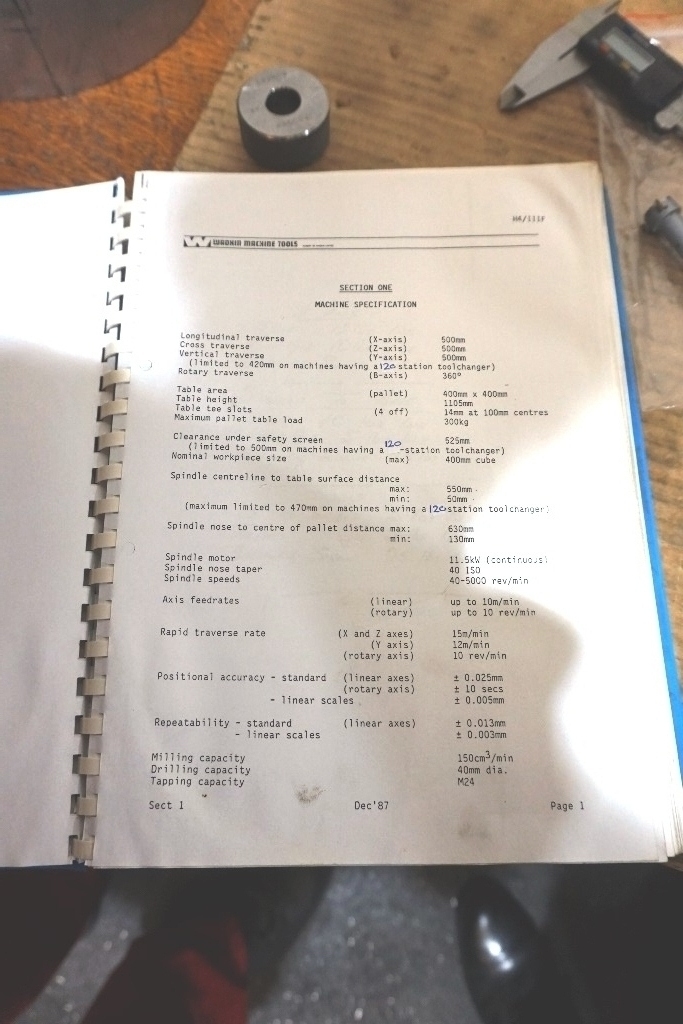 H4/111F
W WADKIN MACHINE TOOLS
SECTION ONE
MACHINE SPECIFICATION
Longitudinal traverse (X-axis) 500mm
Cross traverse (Z-axis) 500mm
Vertical traverse (Y-axis) 500mm
(limited to 420mm on machines having a 120 station toolchanger)
Rotary traverse (B-axis) 360°
Table area (pallet) 400mm x 400mm
Table height 1105mm
Table tee slots (4 off) 14mm at 100mm centres
Maximum pallet table load 300kg
Clearance under safety screen 525mm
(limited to 500mm on machines having a 120 -station toolchanger)
Nominal workpiece size (max) 400mm cube
Spindle centreline to table surface distance
max: 550mm
min: 50mm
(maximum limited to 470mm on machines having a 120 station toolchanger)
Spindle nose to centre of pallet distance max: 630mm
min: 130mm
Spindle motor 11.5kW (continuous)
Spindle nose taper 40 ISO
Spindle speeds 40-5000 rev/min
Axis feedrates (linear) up to 10m/min
(rotary) up to 10 rev/min
Rapid traverse rate (X and Z axes) 15m/min
(Y axis) 12m/min
(rotary axis) 10 rev/min
Positional accuracy - standard (linear axes) ± 0.025mm
(rotary axis) ± 10 secs
- linear scales ± 0.005mm
Repeatability - standard (linear axes) ± 0.013mm
- linear scales ± 0.003mm
Milling capacity 150cm³/min
Drilling capacity 40mm dia.
Tapping capacity M24
Sect 1 Dec'87 Page 1